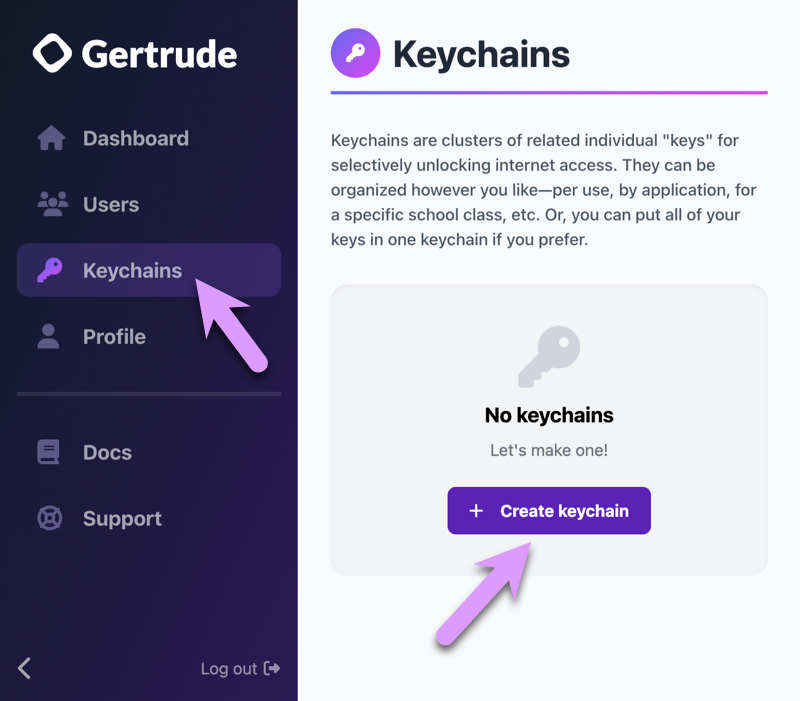 Gertrude
Dashboard
Users
Keychains
Profile
Docs
Support
Log out
Keychains
Keychains are clusters of related individual "keys" for
selectively unlocking internet access. They can be
organized however you like—per use, by application, for
a specific school class, etc. Or, you can put all of your
keys in one keychain if you prefer.
No keychains
Let's make one!
+ Create keychain